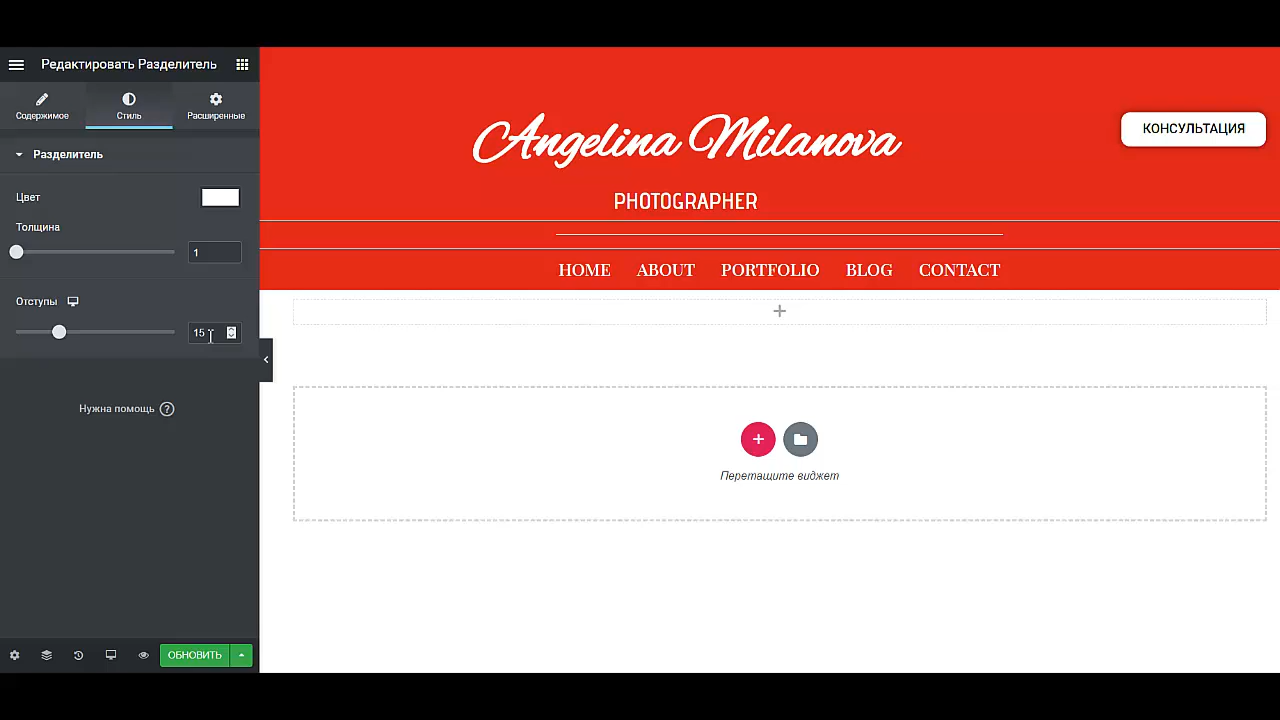 Редактировать Разделитель
Содержимое
Стиль
Расширенные
Разделитель
Цвет
Толщина
1
Отступы
15
Нужна помощь ?
ОБНОВИТЬ
Angelina Milanova
КОНСУЛЬТАЦИЯ
PHOTOGRAPHER
HOME ABOUT PORTFOLIO BLOG CONTACT
Перетащите виджет